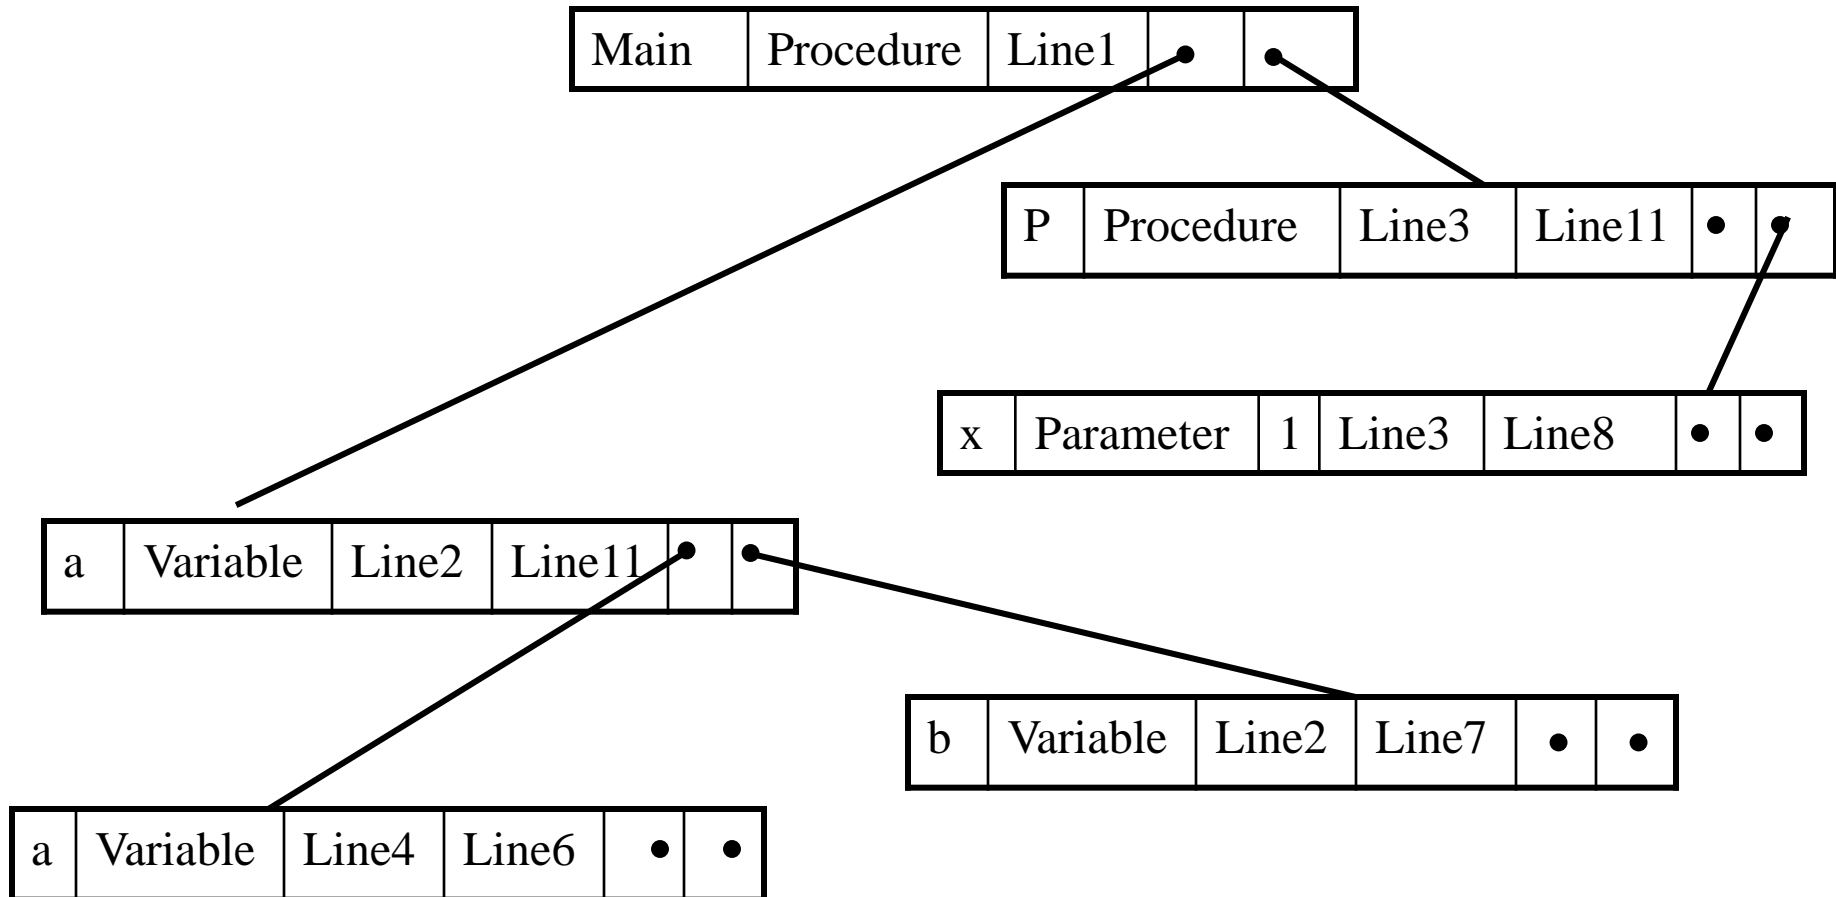 Main Procedure Line1
P Procedure Line3 Line11
x Parameter 1 Line3 Line8
a Variable Line2 Line11
b Variable Line2 Line7
a Variable Line4 Line6